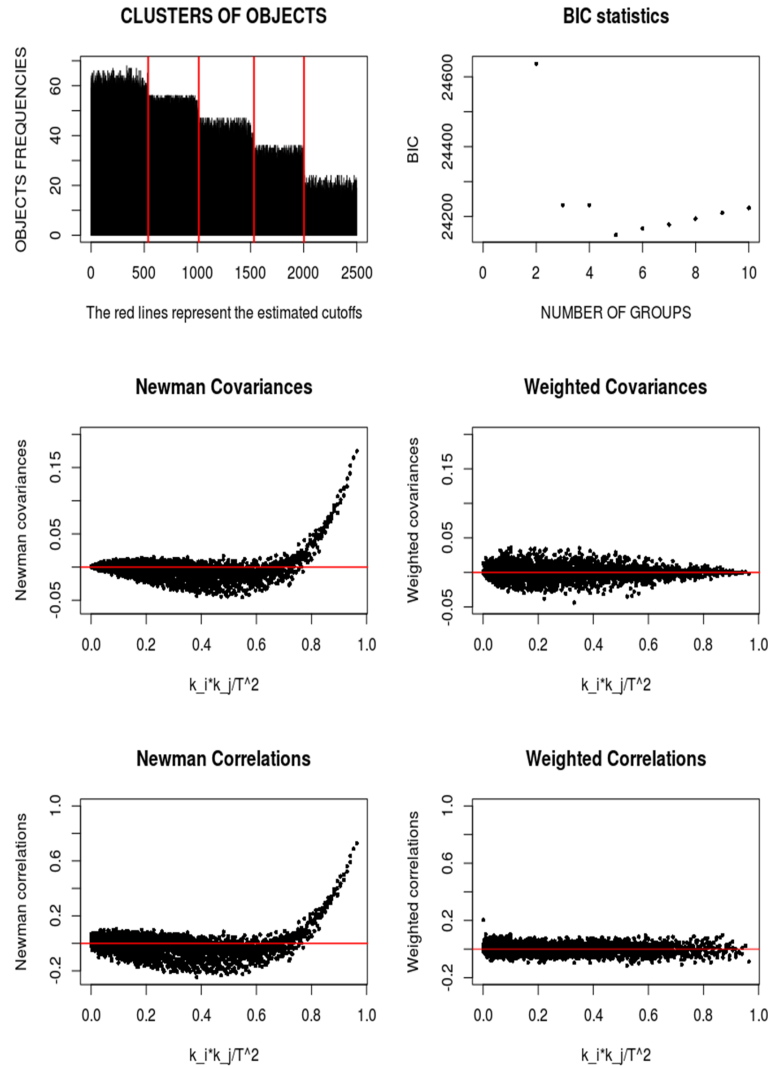 CLUSTERS OF OBJECTS
OBJECTS FREQUENCIES
0 20 40 60
0 500 1000 1500 2000 2500
The red lines represent the estimated cutoffs
BIC statistics
BIC
24200 24400 24600
0 2 4 6 8 10
NUMBER OF GROUPS
Newman Covariances
Newman covariances
-0.05 0.05 0.15
0.0 0.2 0.4 0.6 0.8 1.0
k_i*k_j/T^2
Weighted Covariances
Weighted covariances
-0.05 0.05 0.15
0.0 0.2 0.4 0.6 0.8 1.0
k_i*k_j/T^2
Newman Correlations
Newman correlations
-0.2 0.2 0.6 1.0
0.0 0.2 0.4 0.6 0.8 1.0
k_i*k_j/T^2
Weighted Correlations
Weighted correlations
-0.2 0.2 0.6 1.0
0.0 0.2 0.4 0.6 0.8 1.0
k_i*k_j/T^2